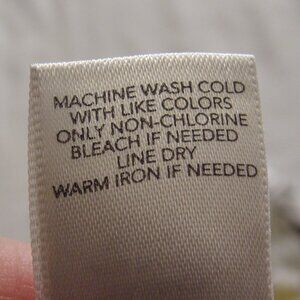 MACHINE WASH COLD
WITH LIKE COLORS
ONLY NON-CHLORINE
BLEACH IF NEEDED
LINE DRY
WARM IRON IF NEEDED